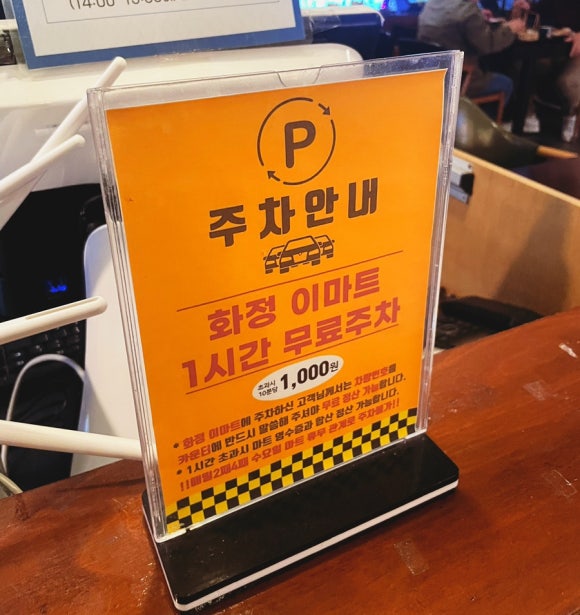 (14:00
P
주차안내
화정 이마트
1시간 무료주차
초과시
10분당 1,000원
* 화정 이마트에 주차하신 고객님께서는 차량번호를
카운터에 반드시 말씀해 주셔야 무료 정산 가능합니다.
* 1시간 초과시 마트 영수증과 합산 정산 가능합니다.
!!매월2째4째 수요일 마트 휴무 관계로 주차불가!!